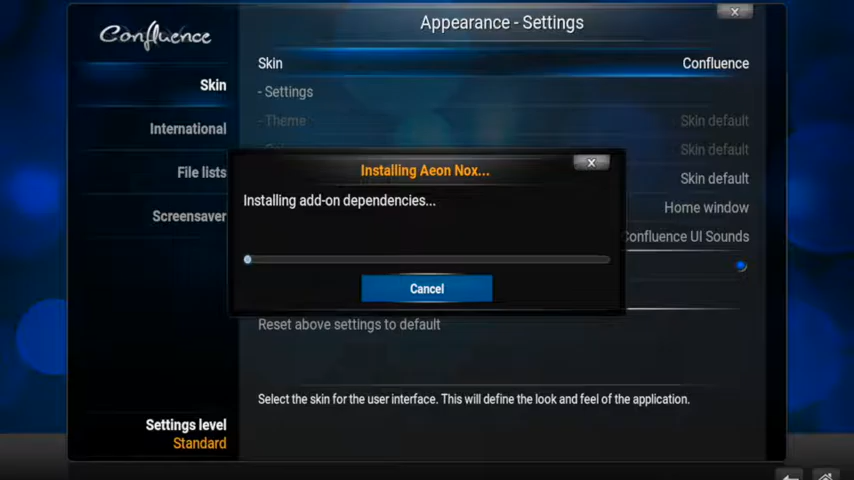 Confluence
Appearance - Settings
Skin
International
File lists
Screensaver
Settings level
Standard
Skin Confluence
- Settings
- Theme Skin default
Skin default
Skin default
Home window
Confluence UI Sounds
Installing Aeon Nox...
Installing add-on dependencies...
Cancel
Reset above settings to default
Select the skin for the user interface. This will define the look and feel of the application.